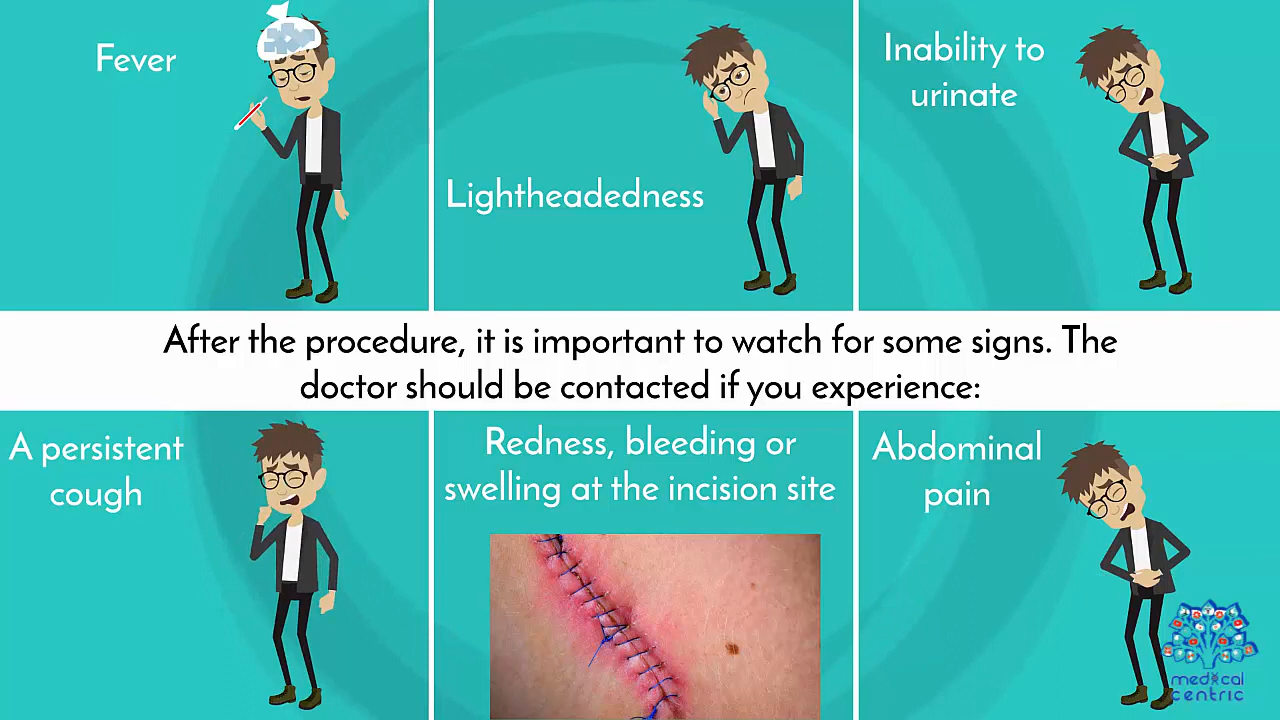 Fever
Lightheadedness
Inability to
urinate
After the procedure, it is important to watch for some signs. The
doctor should be contacted if you experience:
A persistent
cough
Redness, bleeding or
swelling at the incision site
Abdominal
pain
medical
centric